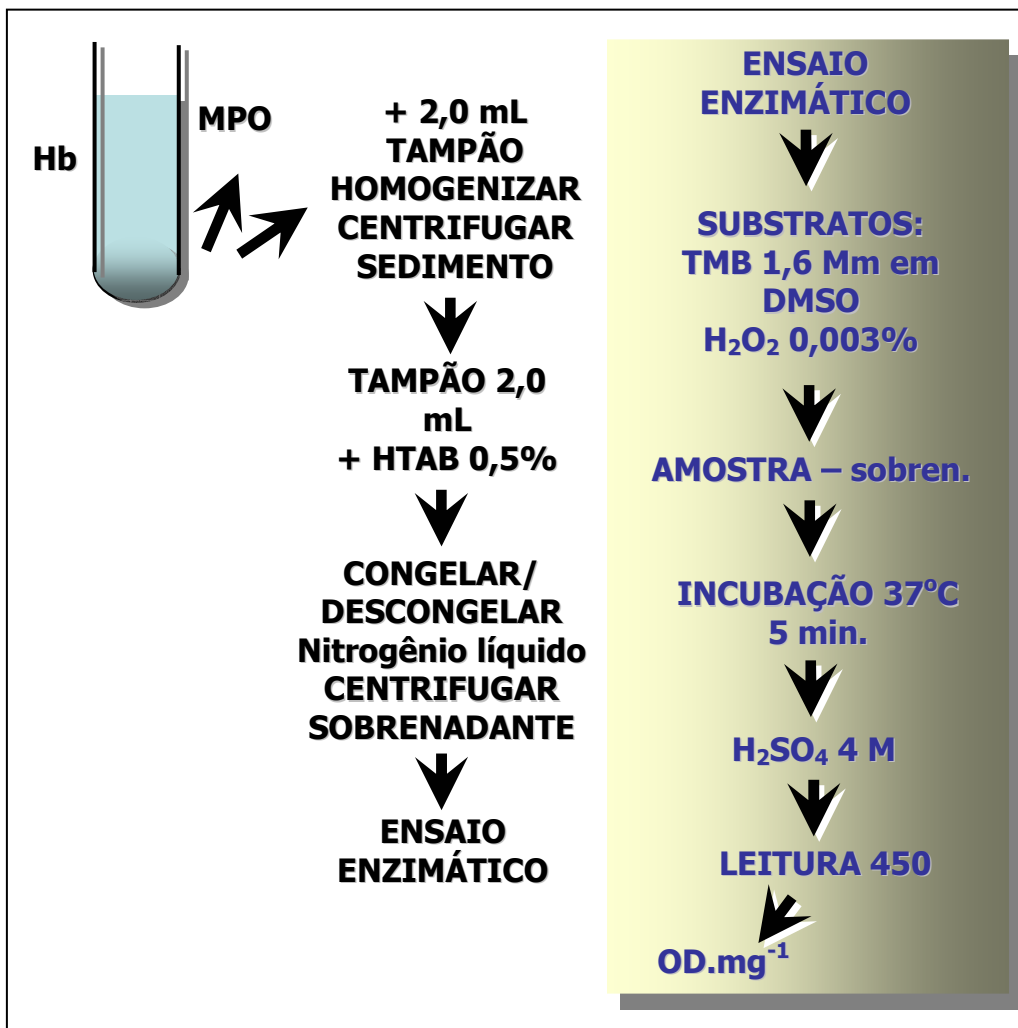 Hb
MPO
+ 2,0 mL
TAMPÃO
HOMOGENIZAR
CENTRIFUGAR
SEDIMENTO
TAMPÃO 2,0
mL
+ HTAB 0,5%
CONGELAR/
DESCONGELAR
Nitrogênio líquido
CENTRIFUGAR
SOBRENADANTE
ENSAIO
ENZIMÁTICO
ENSAIO
ENZIMÁTICO
SUBSTRATOS:
TMB 1,6 Mm em
DMSO
H₂O₂ 0,003%
AMOSTRA – sobren.
INCUBAÇÃO 37ºC
5 min.
H₂SO₄ 4 M
LEITURA 450
OD.mg⁻¹